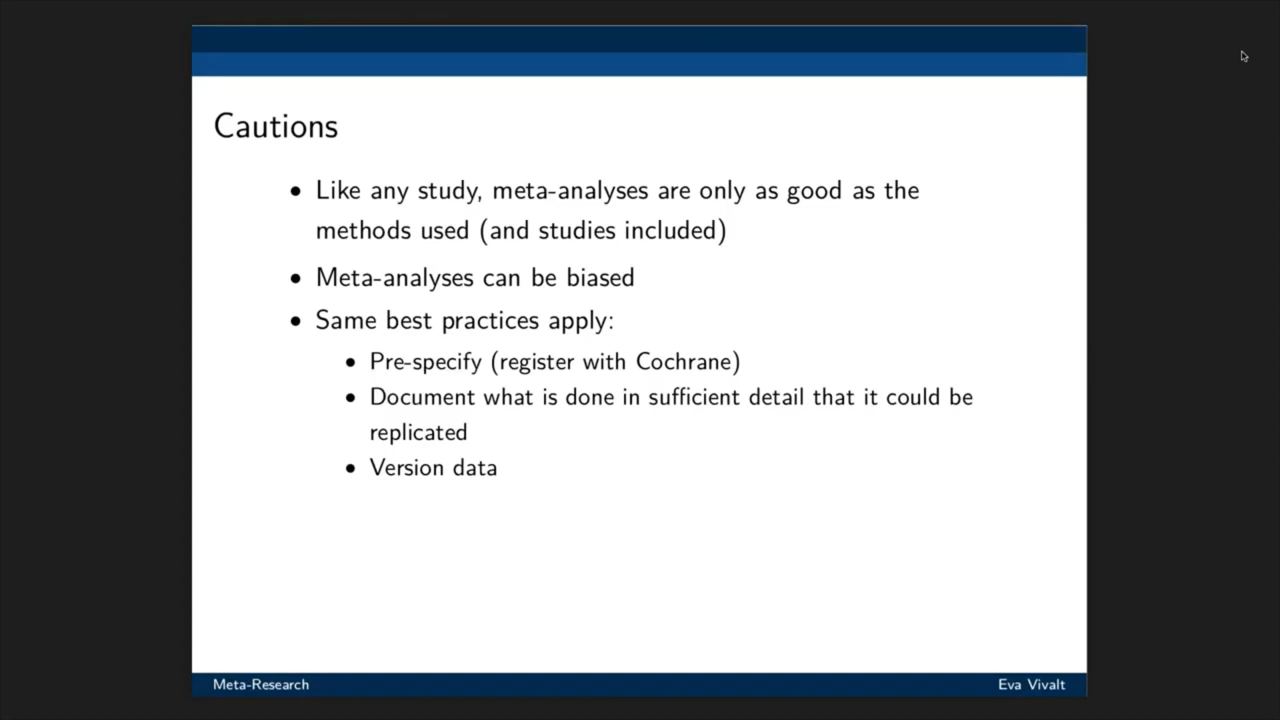 Cautions
• Like any study, meta-analyses are only as good as the
methods used (and studies included)
• Meta-analyses can be biased
• Same best practices apply:
• Pre-specify (register with Cochrane)
• Document what is done in sufficient detail that it could be
replicated
• Version data
Meta-Research
Eva Vivalt